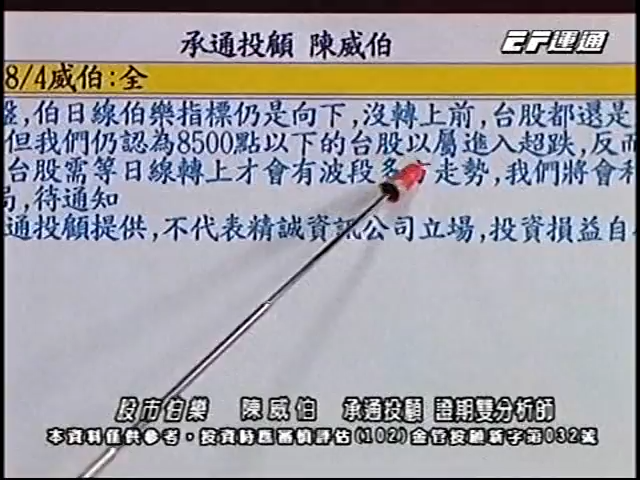 承通投顧 陳威伯
運通
8/4威伯:全
盤,伯日線伯樂指標仍是向下,沒轉上前,台股都還是
但我們仍認為8500點以下的台股以屬進入超跌,反而
台股需等日線轉上才會有波段多方走勢,我們將會
局,待通知
通投顧提供,不代表精誠資訊公司立場,投資損益自
股市伯樂 陳威伯 承通投顧 證期雙分析師
本資料僅供參考,投資時應審慎評估(102)金管投顧新字第032號